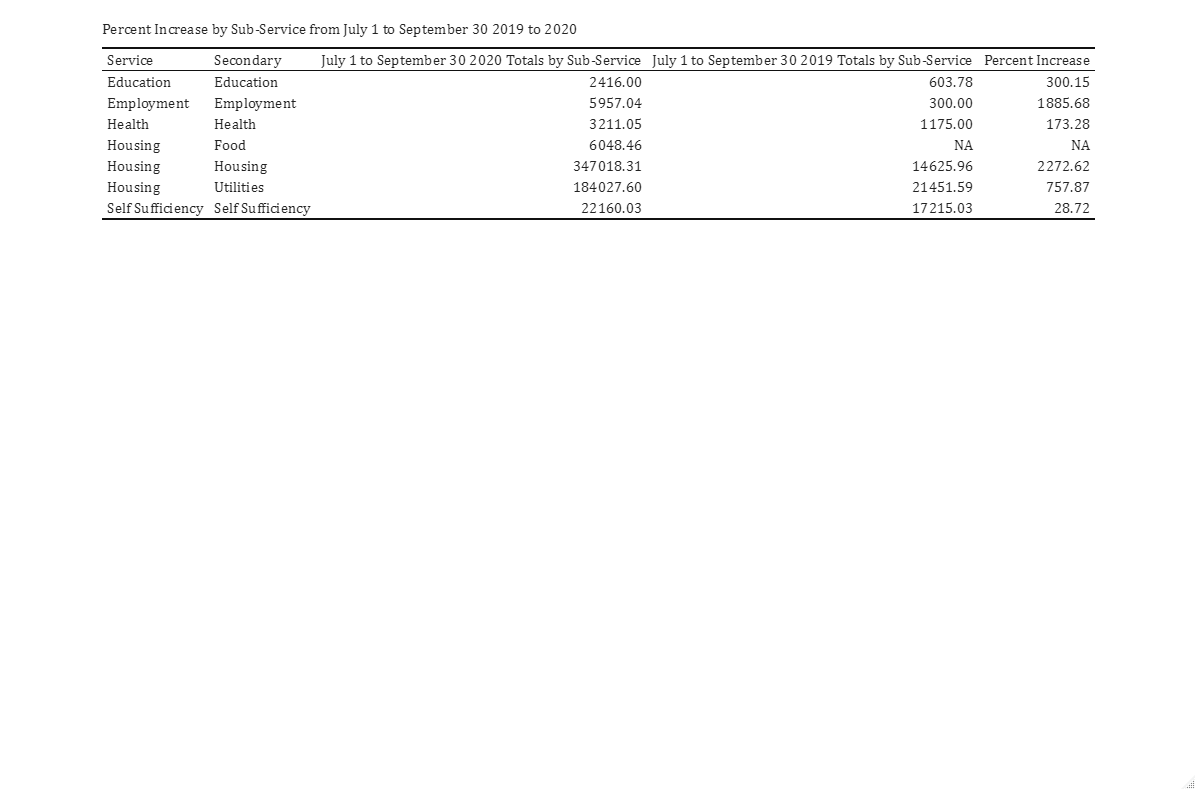 Percent Increase by Sub-Service from July 1 to September 30 2019 to 2020
Service Secondary July 1 to September 30 2020 Totals by Sub-Service July 1 to September 30 2019 Totals by Sub-Service Percent Increase
Education Education 2416.00 603.78 300.15
Employment Employment 5957.04 300.00 1885.68
Health Health 3211.05 1175.00 173.28
Housing Food 6048.46 NA NA
Housing Housing 347018.31 14625.96 2272.62
Housing Utilities 184027.60 21451.59 757.87
Self Sufficiency Self Sufficiency 22160.03 17215.03 28.72